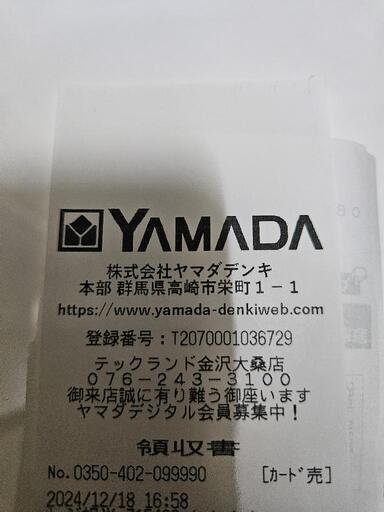 YAMADA
株式会社ヤマダデンキ
本部 群馬県高崎市栄町１－１
https://www.yamada-denkiweb.com
登録番号：T2070001036729
テックランド金沢大桑店
０７６－２４３－３１００
御来店誠に有り難う御座います
ヤマダデジタル会員募集中！
領収書
No.0350-402-099990 [カード売]
2024/12/18 16:58